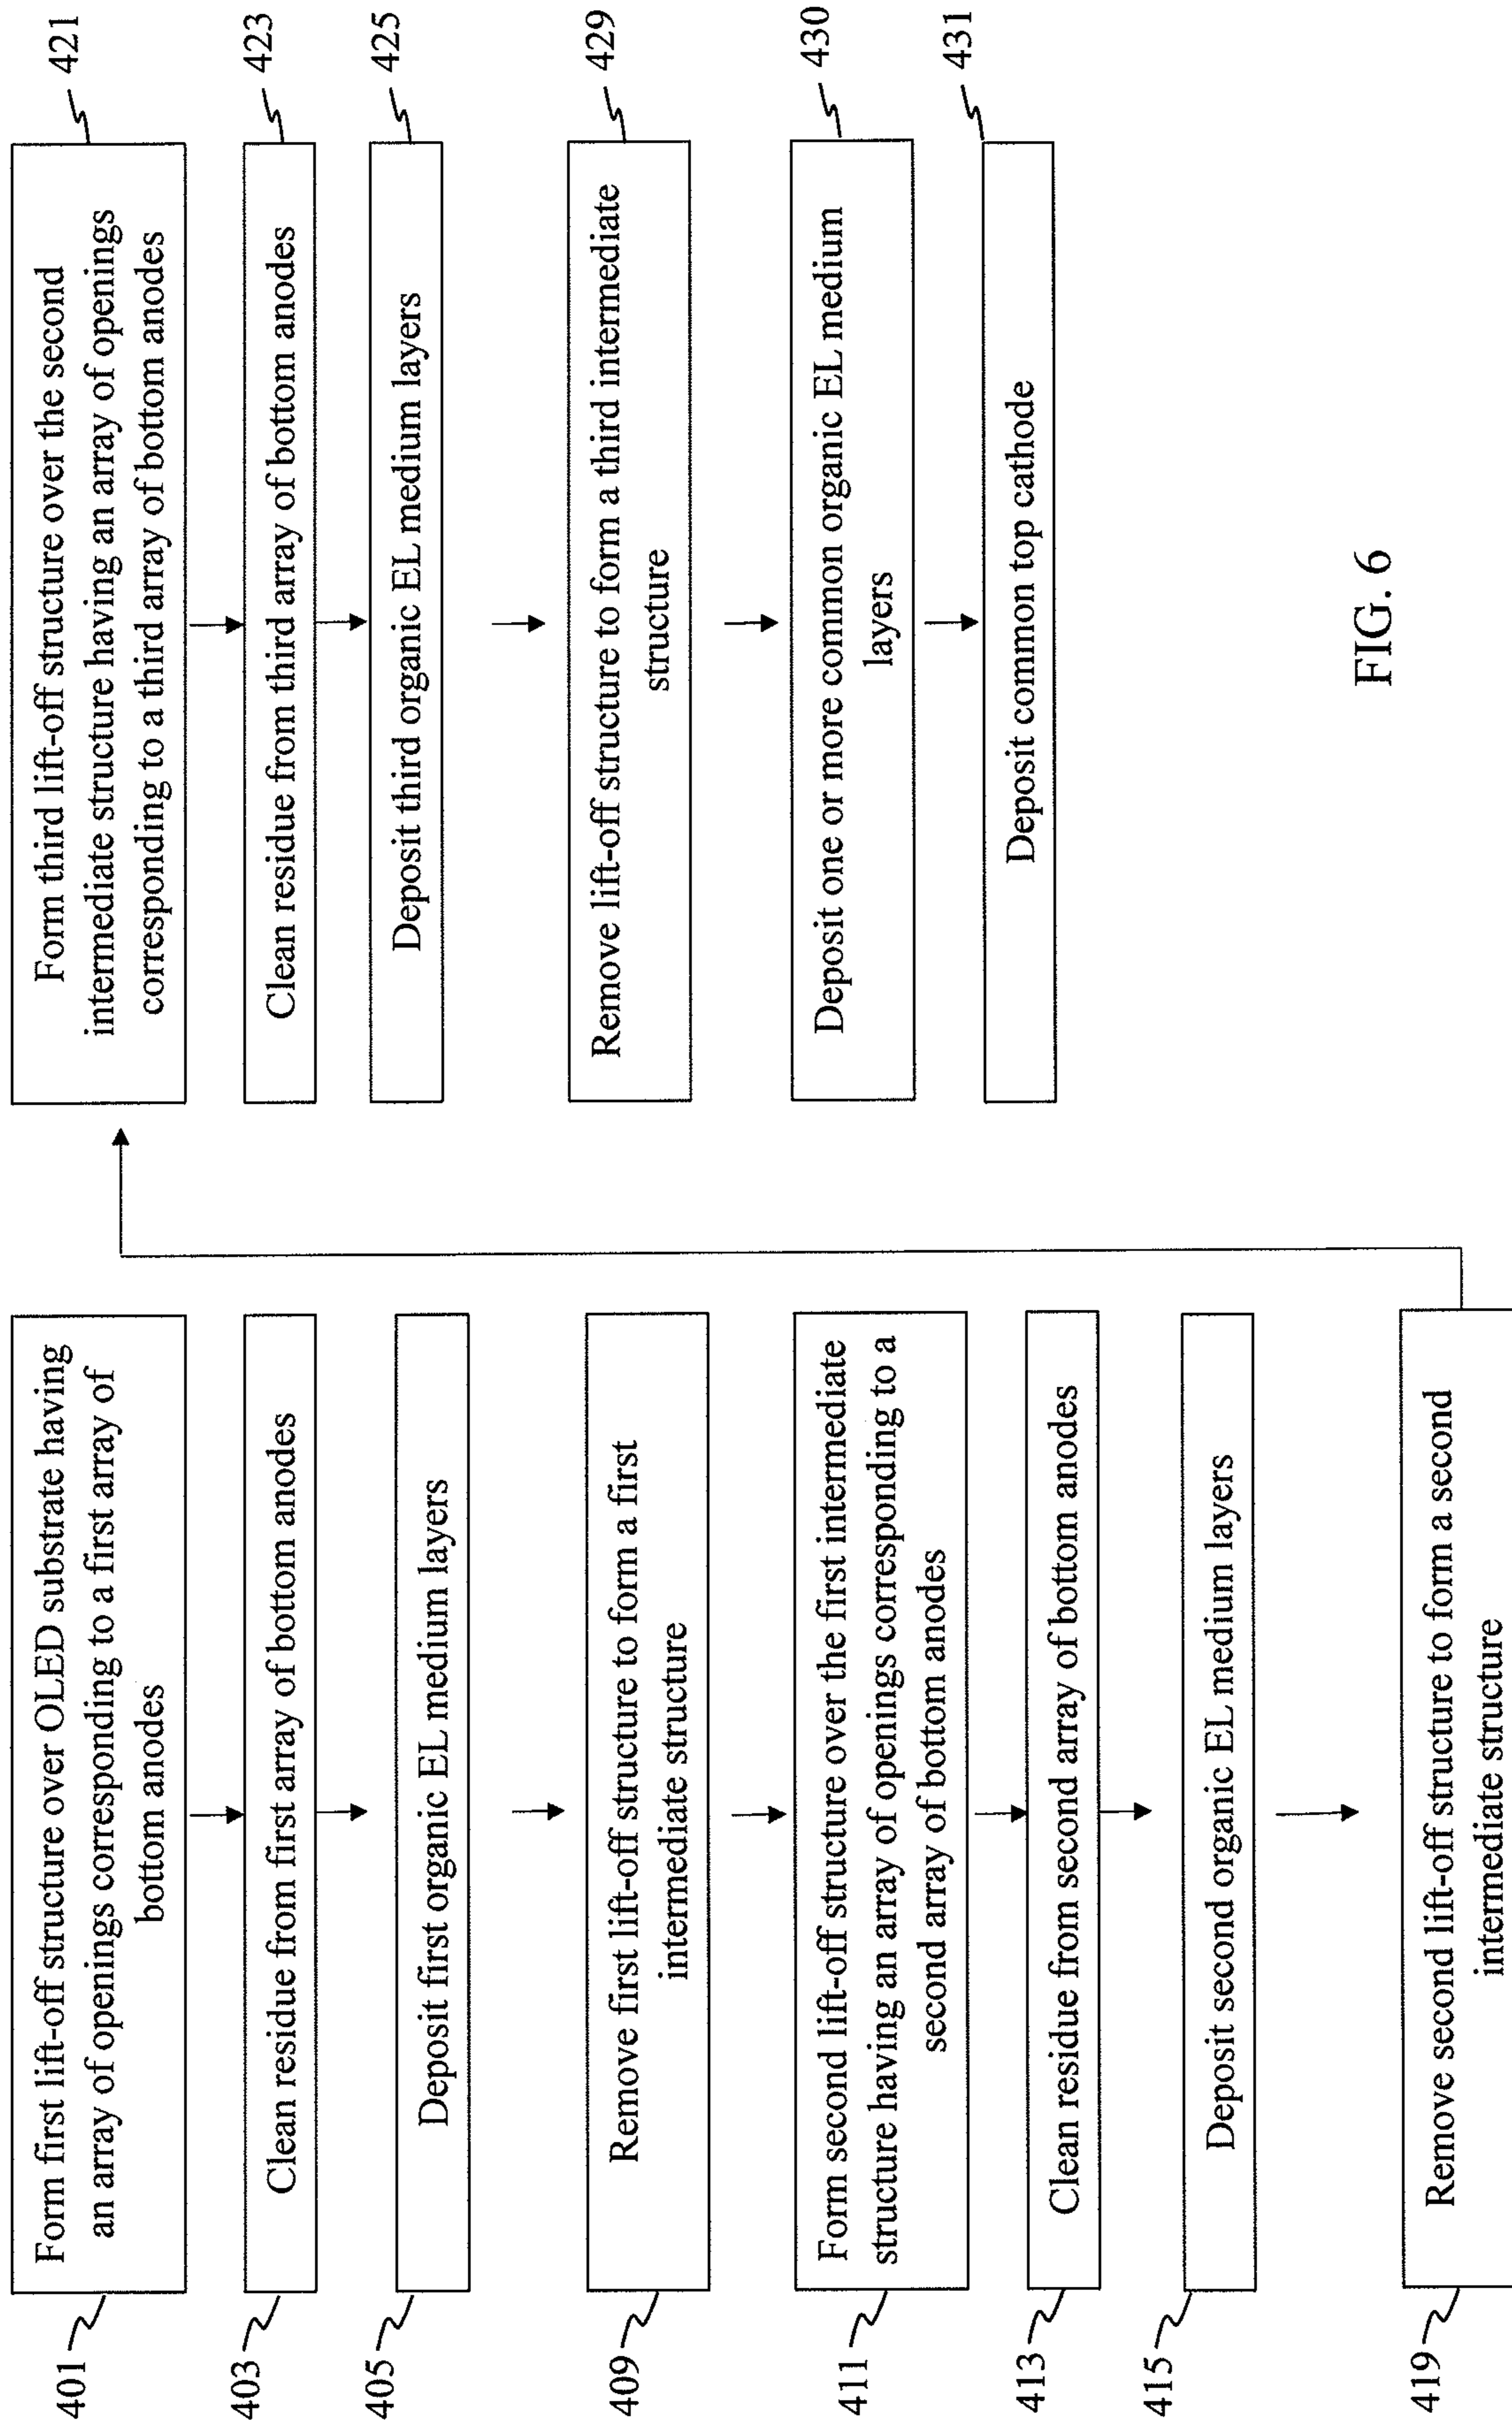 401
Form first lift-off structure over OLED substrate having
an array of openings corresponding to a first array of
bottom anodes
403
Clean residue from first array of bottom anodes
405
Deposit first organic EL medium layers
409
Remove first lift-off structure to form a first
intermediate structure
411
Form second lift-off structure over the first intermediate
structure having an array of openings corresponding to a
second array of bottom anodes
413
Clean residue from second array of bottom anodes
415
Deposit second organic EL medium layers
419
Remove second lift-off structure to form a second
intermediate structure
Form third lift-off structure over the second
intermediate structure having an array of openings
corresponding to a third array of bottom anodes
421
Clean residue from third array of bottom anodes
423
Deposit third organic EL medium layers
425
Remove lift-off structure to form a third intermediate
structure
429
Deposit one or more common organic EL medium
layers
430
Deposit common top cathode
431
FIG. 6